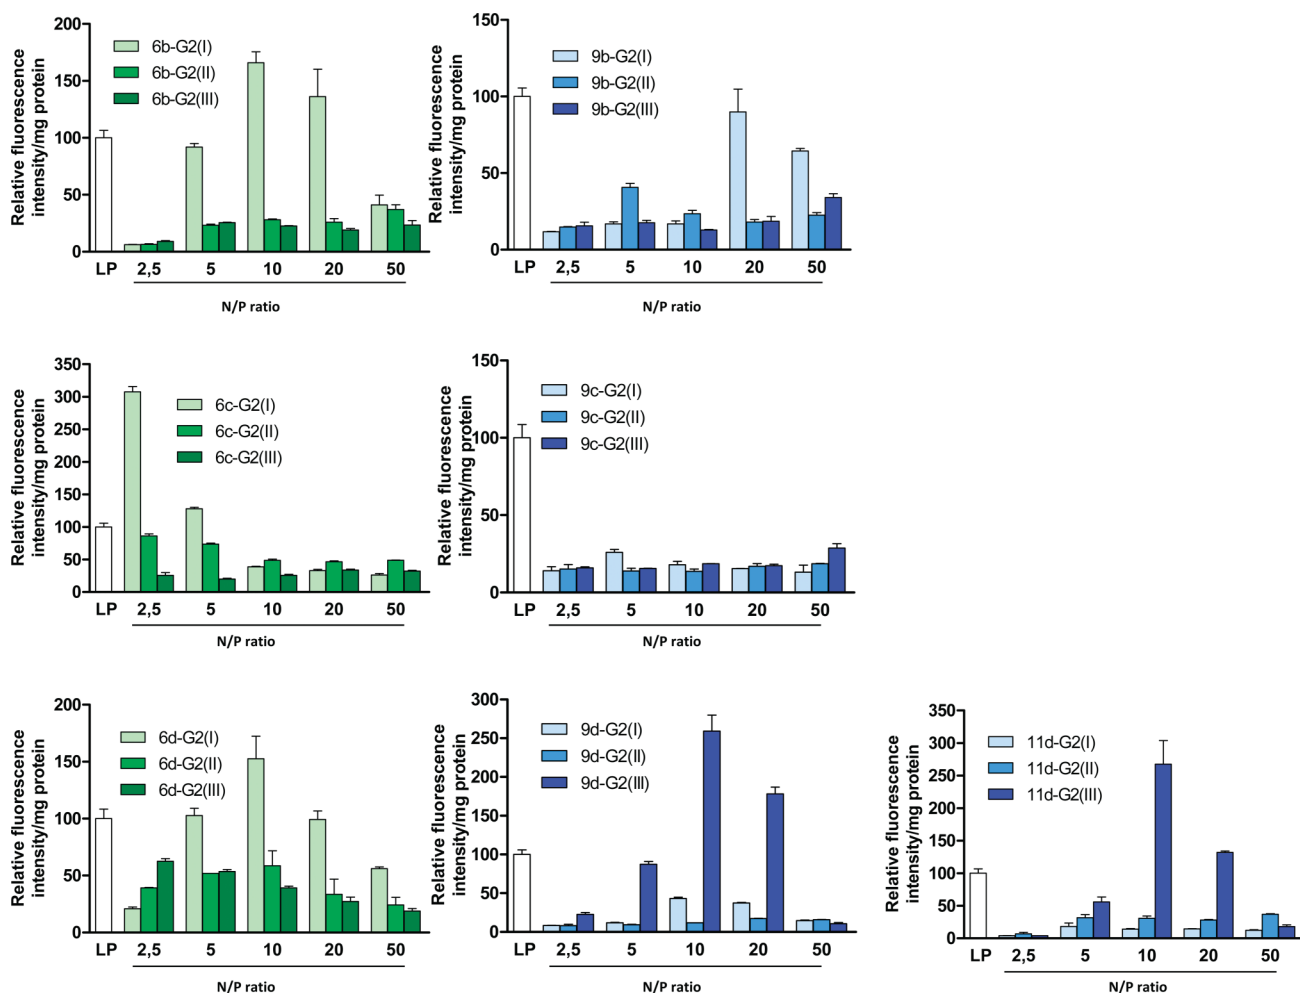 Relative fluorescence
intensity/mg protein
200
150
100
50
0
6b-G2(I)
6b-G2(II)
6b-G2(III)
LP 2,5 5 10 20 50
N/P ratio
Relative fluorescence
intensity/mg protein
150
100
50
0
9b-G2(I)
9b-G2(II)
9b-G2(III)
LP 2,5 5 10 20 50
N/P ratio
Relative fluorescence
intensity/mg protein
350
300
250
200
150
100
50
0
6c-G2(I)
6c-G2(II)
6c-G2(III)
LP 2,5 5 10 20 50
N/P ratio
Relative fluorescence
intensity/mg protein
150
100
50
0
9c-G2(I)
9c-G2(II)
9c-G2(III)
LP 2,5 5 10 20 50
N/P ratio
Relative fluorescence
intensity/mg protein
200
150
100
50
0
6d-G2(I)
6d-G2(II)
6d-G2(III)
LP 2,5 5 10 20 50
N/P ratio
Relative fluorescence
intensity/mg protein
300
250
200
150
100
50
0
9d-G2(I)
9d-G2(II)
9d-G2(III)
LP 2,5 5 10 20 50
N/P ratio
Relative fluorescence
intensity/mg protein
350
300
250
200
150
100
50
0
11d-G2(I)
11d-G2(II)
11d-G2(III)
LP 2,5 5 10 20 50
N/P ratio